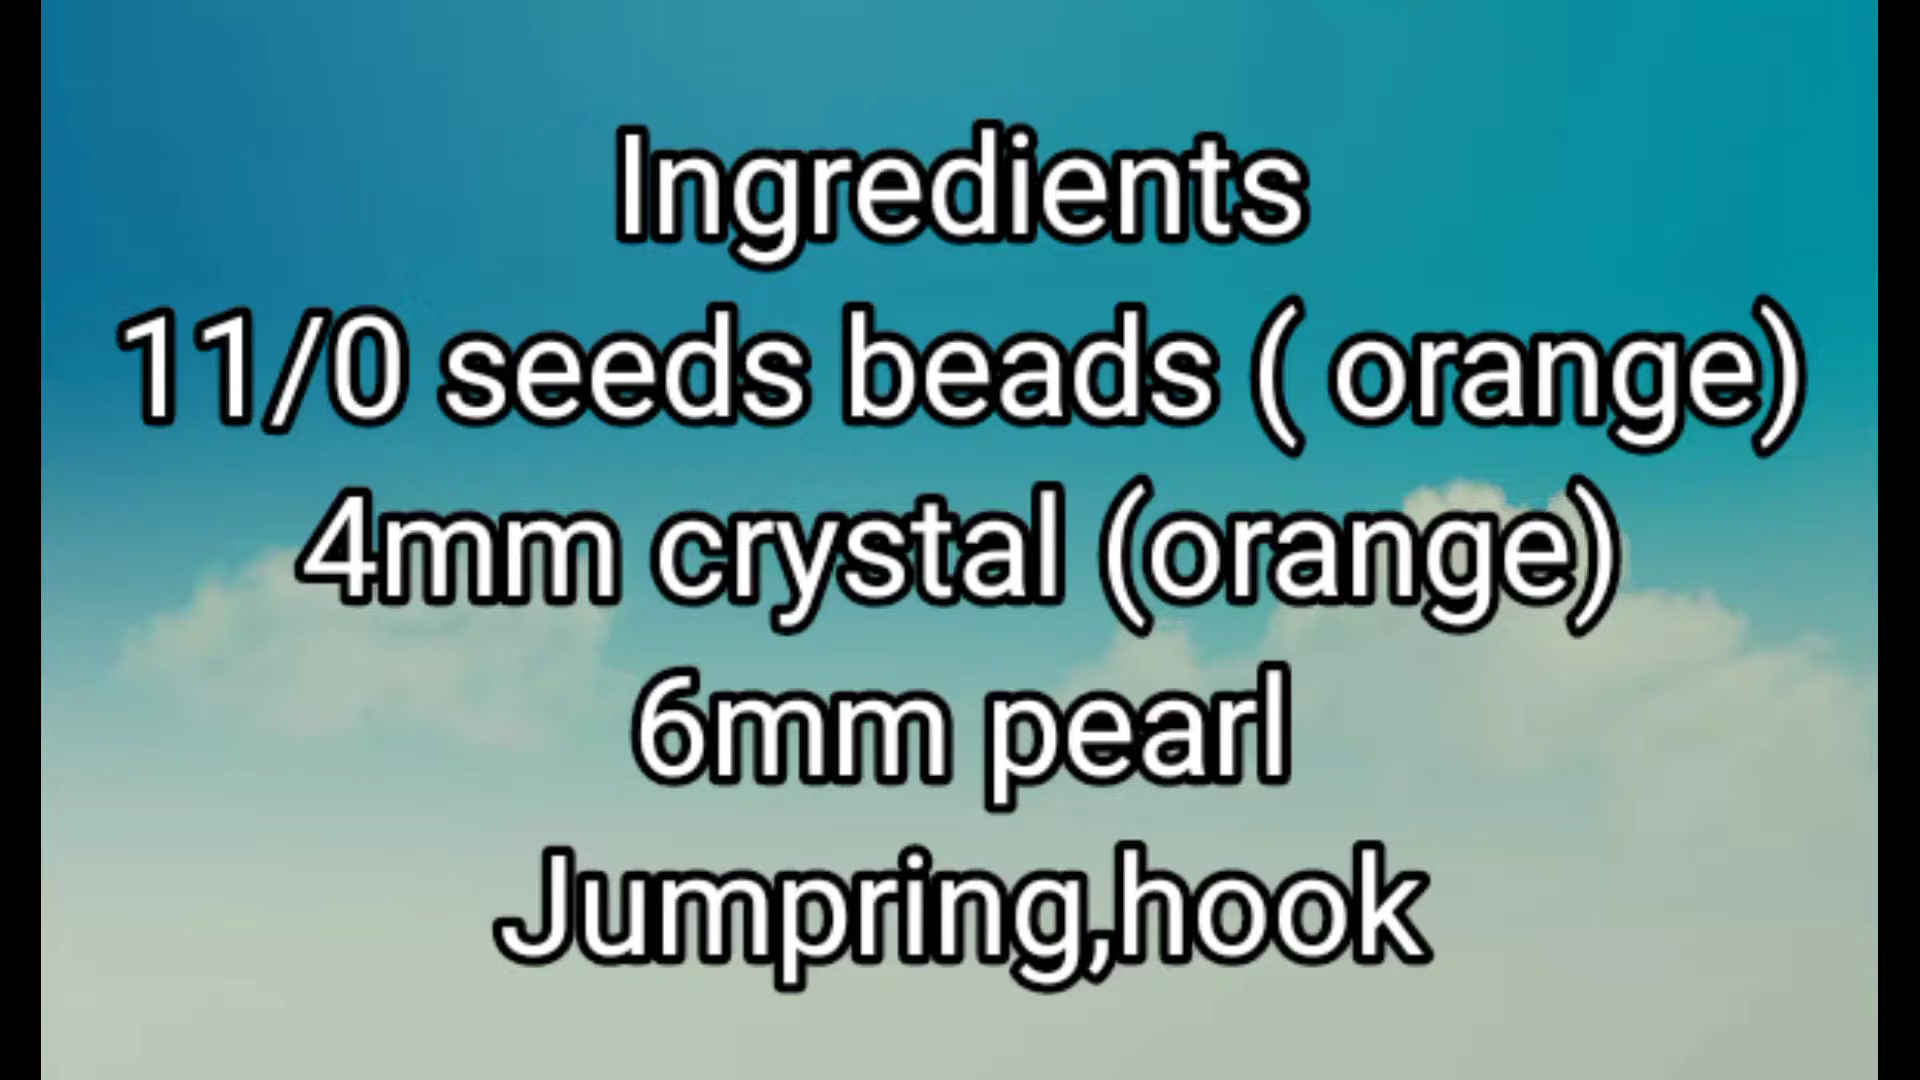 Ingredients
11/0 seeds beads ( orange)
4mm crystal (orange)
6mm pearl
Jumpring,hook